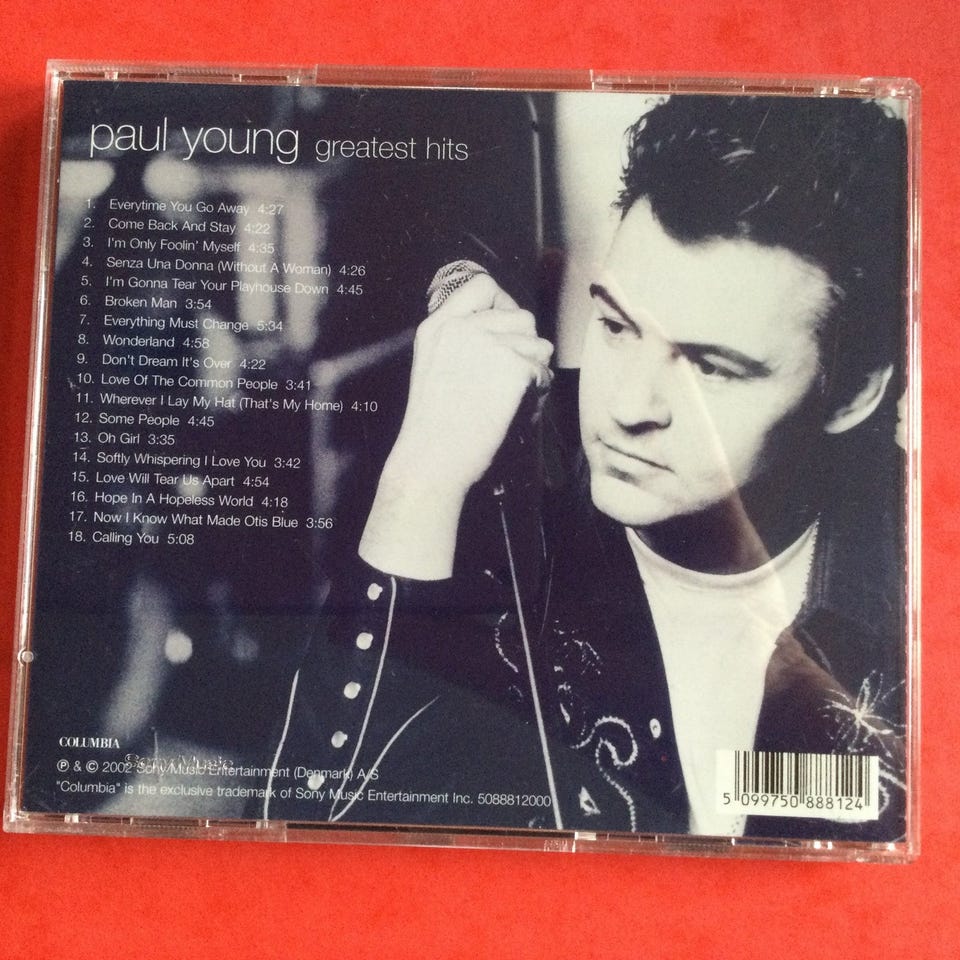 paul young greatest hits
1. Everytime You Go Away 4:27
2. Come Back And Stay 4:22
3. I'm Only Foolin' Myself 4:35
4. Senza Una Donna (Without A Woman) 4:26
5. I'm Gonna Tear Your Playhouse Down 4:45
6. Broken Man 3:54
7. Everything Must Change 5:34
8. Wonderland 4:58
9. Don't Dream It's Over 4:22
10. Love Of The Common People 3:41
11. Wherever I Lay My Hat (That's My Home) 4:10
12. Some People 4:45
13. Oh Girl 3:35
14. Softly Whispering I Love You 3:42
15. Love Will Tear Us Apart 4:54
16. Hope In A Hopeless World 4:18
17. Now I Know What Made Otis Blue 3:56
18. Calling You 5:08
COLUMBIA
Sony Music
℗ & © 2002 Sony Music Entertainment (Denmark) A/S
"Columbia" is the exclusive trademark of Sony Music Entertainment Inc. 5088812000
5 099750 888124